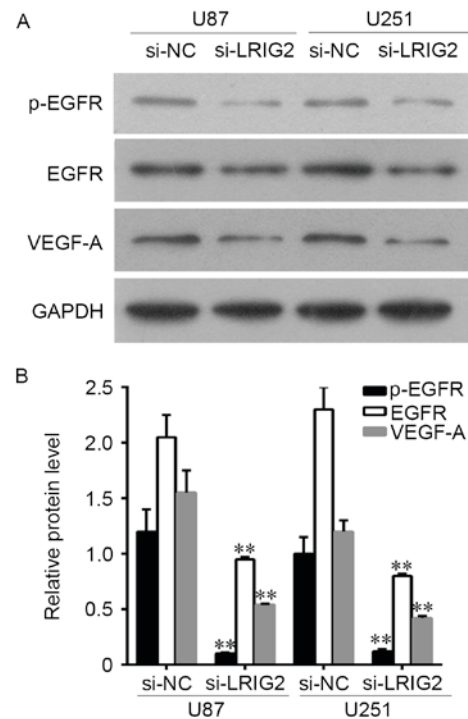 A
U87 U251
si-NC si-LRIG2 si-NC si-LRIG2
p-EGFR
EGFR
VEGF-A
GAPDH
B
Relative protein level
2.5
2.0
1.5
1.0
0.5
0
p-EGFR
EGFR
VEGF-A
** ** **
** ** **
si-NC si-LRIG2 si-NC si-LRIG2
U87 U251